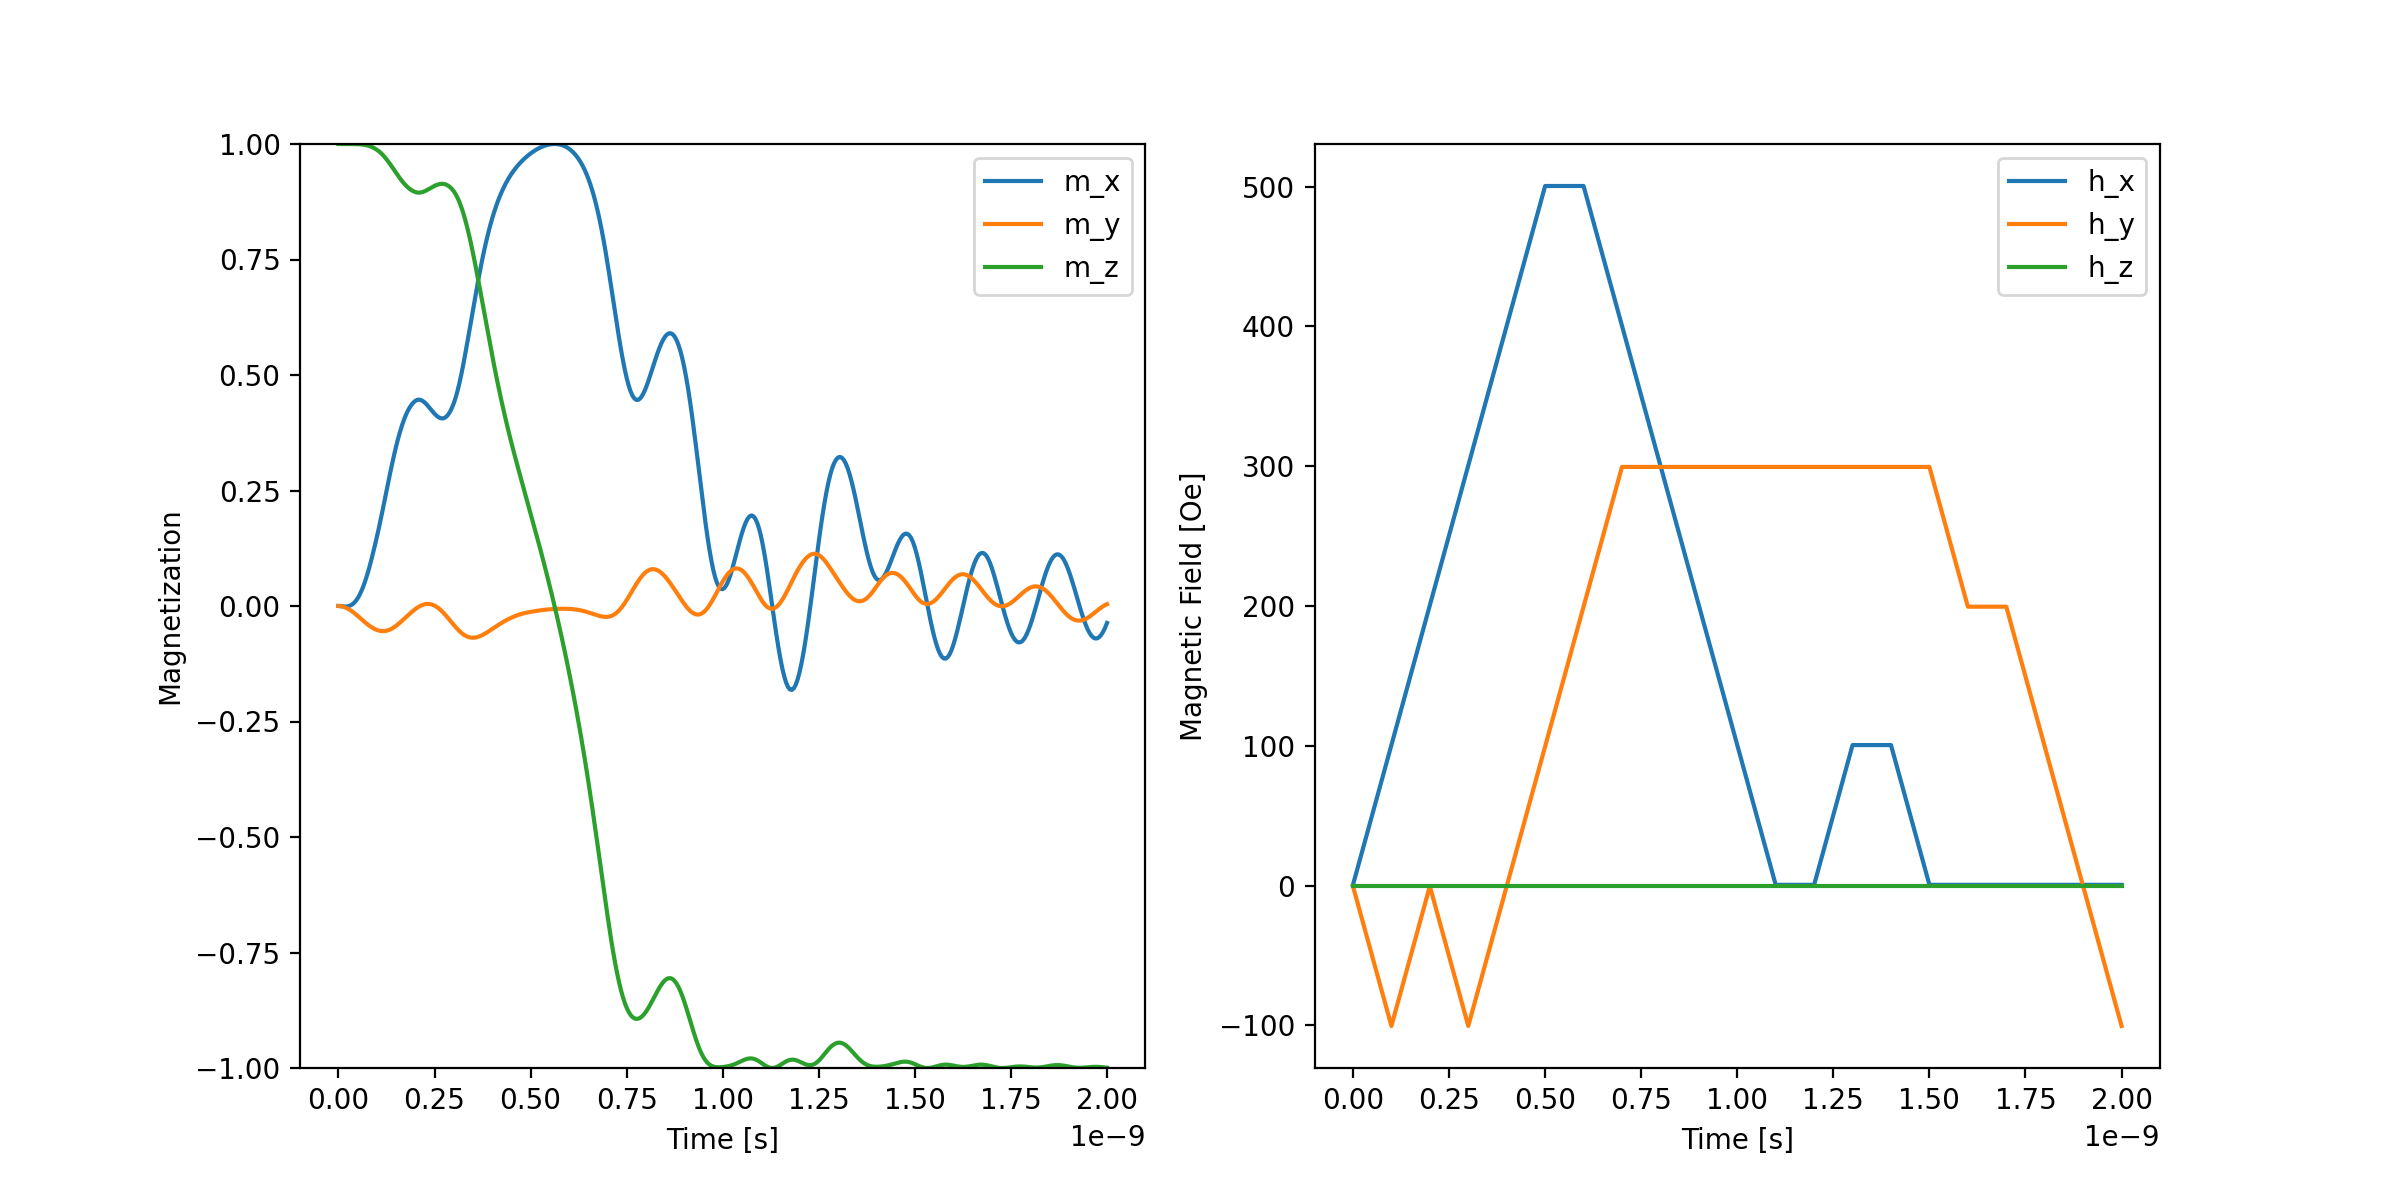 1.00
0.75
0.50
0.25
0.00
−0.25
−0.50
−0.75
−1.00
Magnetization
m_x
m_y
m_z
0.00 0.25 0.50 0.75 1.00 1.25 1.50 1.75 2.00
1e−9
Time [s]
500
400
300
200
100
0
−100
Magnetic Field [Oe]
h_x
h_y
h_z
0.00 0.25 0.50 0.75 1.00 1.25 1.50 1.75 2.00
1e−9
Time [s]